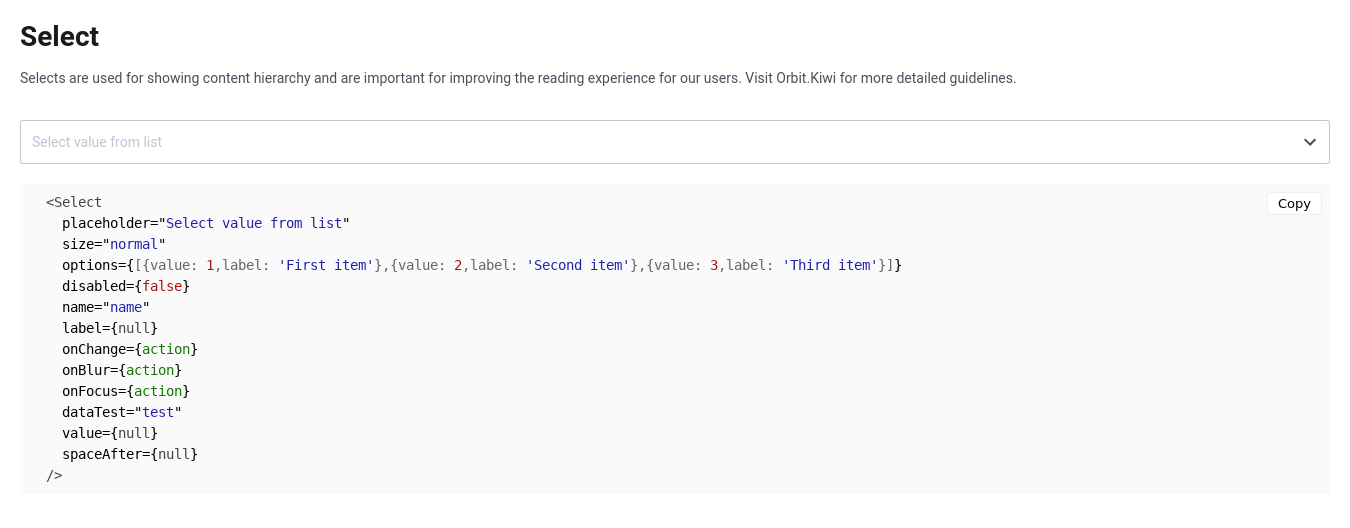 Select
Selects are used for showing content hierarchy and are important for improving the reading experience for our users. Visit Orbit.Kiwi for more detailed guidelines.
Select value from list
Copy
<Select
  placeholder="Select value from list"
  size="normal"
  options={[{value: 1,label: 'First item'},{value: 2,label: 'Second item'},{value: 3,label: 'Third item'}]}
  disabled={false}
  name="name"
  label={null}
  onChange={action}
  onBlur={action}
  onFocus={action}
  dataTest="test"
  value={null}
  spaceAfter={null}
/>